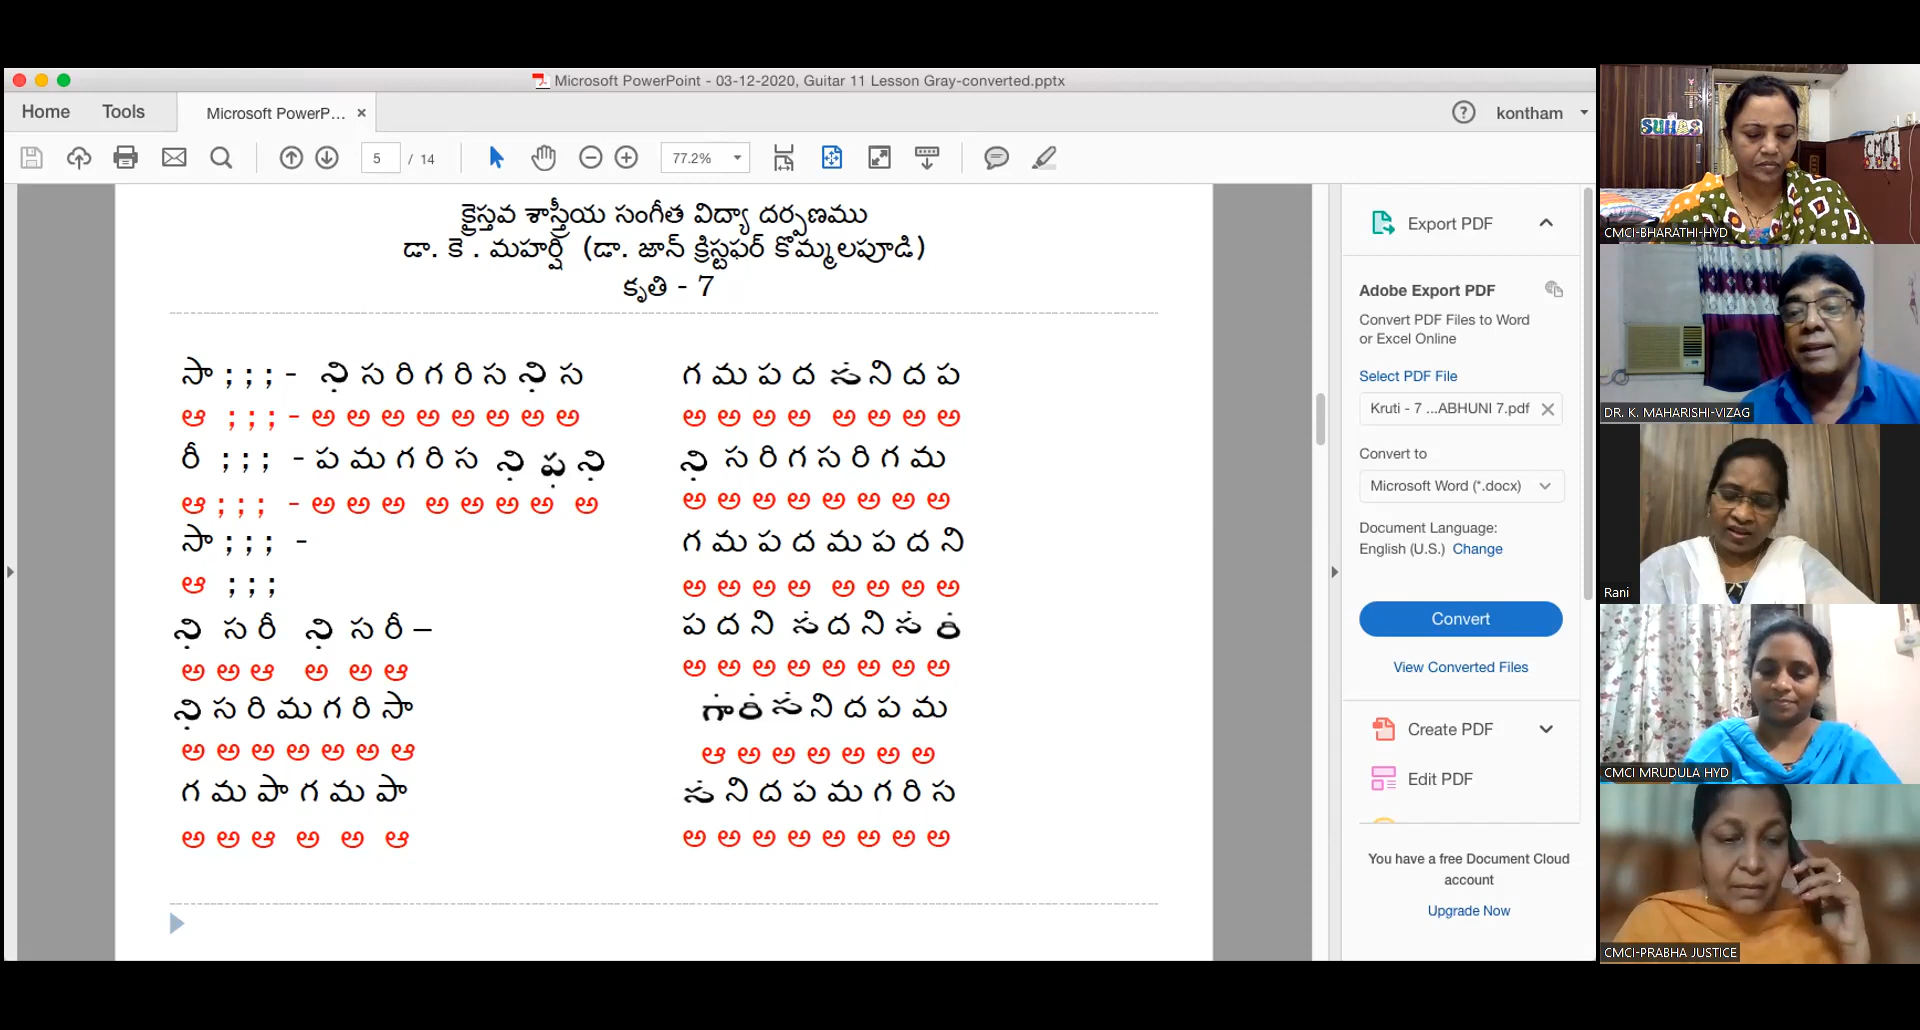 Microsoft PowerPoint - 03-12-2020, Guitar 11 Lesson Gray-converted.pptx
Home Tools Microsoft PowerP... × kontham
5 / 14 77.2%
క్రైస్తవ శాస్త్రీయ సంగీత విద్యా దర్పణము
డా. కె . మహర్షి (డా. జాన్ క్రిస్టఫర్ కొమ్మలపూడి)
కృతి - 7
సా ; ; ; - ని స రి గ రి స ని స
ఆ ; ; ; - అ అ అ అ అ అ అ అ
రీ ; ; ; - ప మ గ రి స ని ప ని
ఆ ; ; ; - అ అ అ అ అ అ అ అ
సా ; ; ; -
ఆ ; ; ;
ని స రీ ని స రీ –
అ అ ఆ అ అ ఆ
ని స రి మ గ రి సా
అ అ అ అ అ అ ఆ
గ మ పా గ మ పా
అ అ ఆ అ అ ఆ
గ మ ప ద స ని ద ప
అ అ అ అ అ అ అ అ
ని స రి గ స రి గ మ
అ అ అ అ అ అ అ అ
గ మ ప ద మ ప ద ని
అ అ అ అ అ అ అ అ
ప ద ని స ద ని స రి
అ అ అ అ అ అ అ అ
గా రి స ని ద ప మ
ఆ అ అ అ అ అ అ
స ని ద ప మ గ రి స
అ అ అ అ అ అ అ అ
Export PDF
Adobe Export PDF
Convert PDF Files to Word
or Excel Online
Select PDF File
Kruti - 7 ...ABHUNI 7.pdf
Convert to
Microsoft Word (*.docx)
Document Language:
English (U.S.) Change
Convert
View Converted Files
Create PDF
Edit PDF
You have a free Document Cloud
account
Upgrade Now
SUHAS
CMCI
CMCI-BHARATHI-HYD
DR. K. MAHARISHI-VIZAG
Rani
CMCI MRUDULA HYD
CMCI-PRABHA JUSTICE